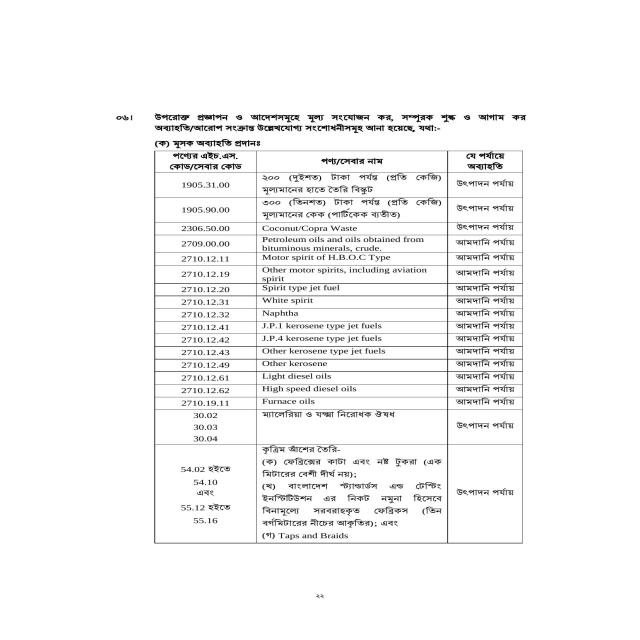 ০৬। উপরোক্ত প্রজ্ঞাপন ও আদেশসমূহে মূল্য সংযোজন কর, সম্পূরক শুল্ক ও আগাম কর
অব্যাহতি/আরোপ সংক্রান্ত উল্লেখযোগ্য সংশোধনীসমূহ আনা হয়েছে, যথা:-
(ক) মূসক অব্যাহতি প্রদানঃ
পণ্যের এইচ.এস. কোড/সেবার কোড পণ্য/সেবার নাম যে পর্যায়ে অব্যাহতি
1905.31.00 ২০০ (দুইশত) টাকা পর্যন্ত (প্রতি কেজি) উৎপাদন পর্যায়
মূল্যমানের হাতে তৈরি বিস্কুট
1905.90.00 ৩০০ (তিনশত) টাকা পর্যন্ত (প্রতি কেজি) উৎপাদন পর্যায়
মূল্যমানের কেক (পার্টিকেক ব্যতীত)
2306.50.00 Coconut/Copra Waste উৎপাদন পর্যায়
2709.00.00 Petroleum oils and oils obtained from আমদানি পর্যায়
bituminous minerals, crude.
2710.12.11 Motor spirit of H.B.O.C Type আমদানি পর্যায়
2710.12.19 Other motor spirits, including aviation আমদানি পর্যায়
spirit
2710.12.20 Spirit type jet fuel আমদানি পর্যায়
2710.12.31 White spirit আমদানি পর্যায়
2710.12.32 Naphtha আমদানি পর্যায়
2710.12.41 J.P.1 kerosene type jet fuels আমদানি পর্যায়
2710.12.42 J.P.4 kerosene type jet fuels আমদানি পর্যায়
2710.12.43 Other kerosene type jet fuels আমদানি পর্যায়
2710.12.49 Other kerosene আমদানি পর্যায়
2710.12.61 Light diesel oils আমদানি পর্যায়
2710.12.62 High speed diesel oils আমদানি পর্যায়
2710.19.11 Furnace oils আমদানি পর্যায়
30.02 ম্যালেরিয়া ও যক্ষ্মা নিরোধক ঔষধ
30.03 উৎপাদন পর্যায়
30.04
কৃত্রিম আঁশের তৈরি-
54.02 হইতে (ক) ফেব্রিক্সের কাটা এবং নষ্ট টুকরা (এক
মিটারের বেশী দীর্ঘ নয়);
54.10 (খ) বাংলাদেশ স্ট্যান্ডার্ডস এন্ড টেস্টিং
এবং ইনস্টিটিউশন এর নিকট নমুনা হিসেবে উৎপাদন পর্যায়
55.12 হইতে বিনামূল্যে সরবরাহকৃত ফেব্রিকস (তিন
55.16 বর্গমিটারের নীচের আকৃতির); এবং
(গ) Taps and Braids
২২